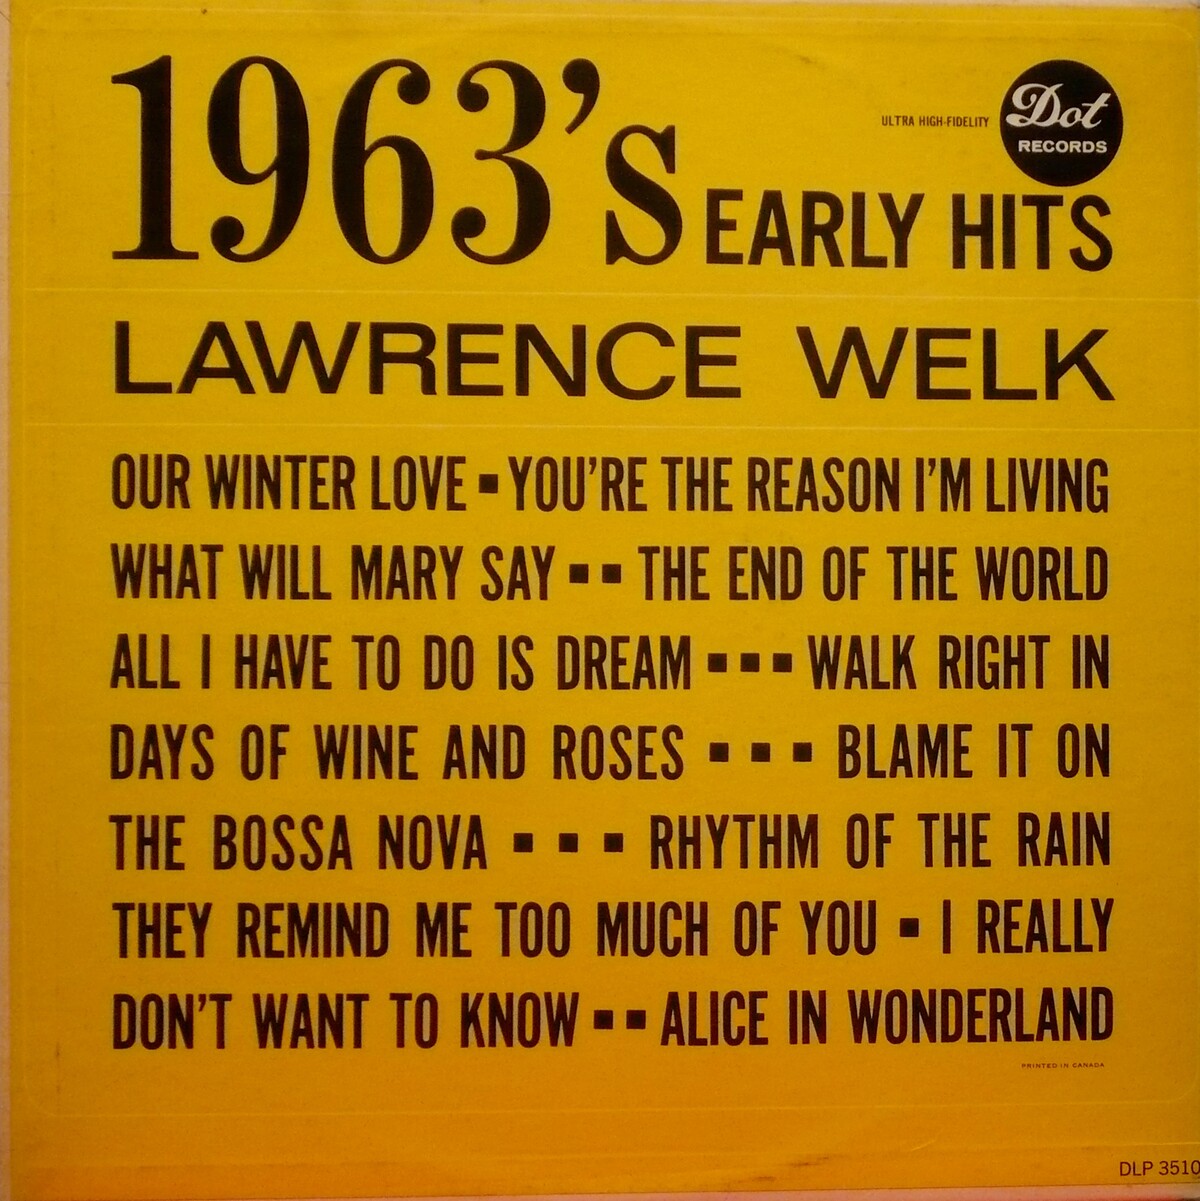 1963's EARLY HITS
ULTRA HIGH-FIDELITY
Dot
RECORDS
LAWRENCE WELK
OUR WINTER LOVE ▪ YOU'RE THE REASON I'M LIVING
WHAT WILL MARY SAY ▪▪ THE END OF THE WORLD
ALL I HAVE TO DO IS DREAM ▪▪▪ WALK RIGHT IN
DAYS OF WINE AND ROSES ▪▪▪ BLAME IT ON
THE BOSSA NOVA ▪▪▪ RHYTHM OF THE RAIN
THEY REMIND ME TOO MUCH OF YOU ▪ I REALLY
DON'T WANT TO KNOW ▪▪ ALICE IN WONDERLAND
PRINTED IN CANADA
DLP 3510